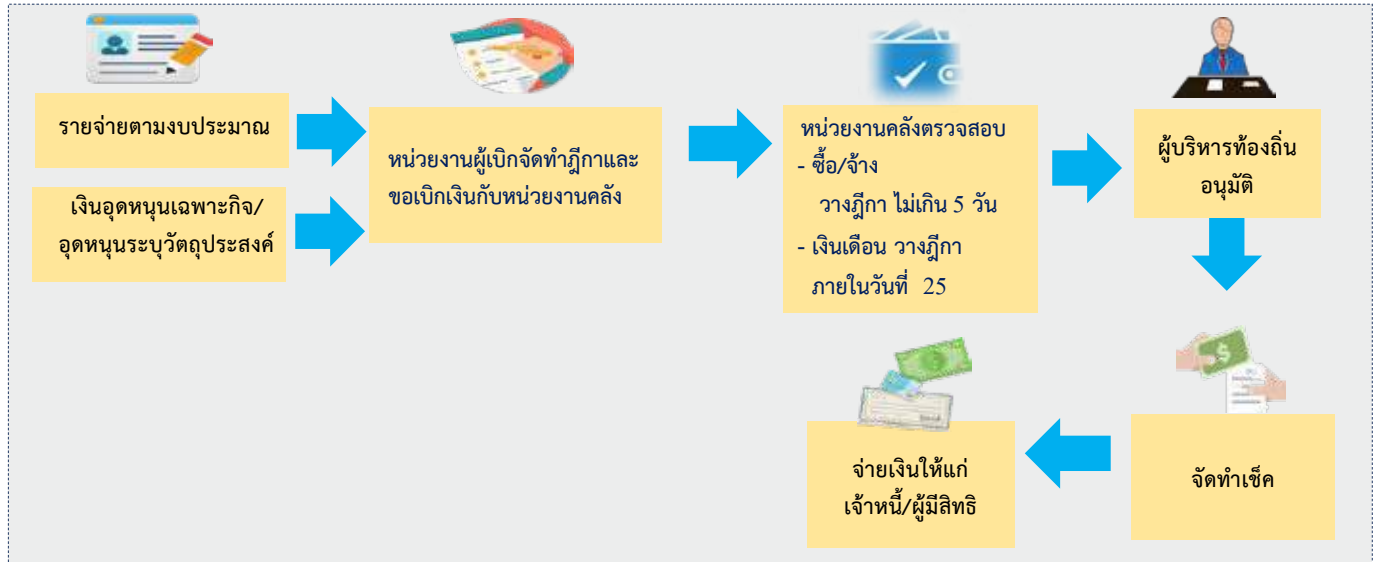 รายจ่ายตามงบประมาณ
เงินอุดหนุนเฉพาะกิจ/
อุดหนุนระบุวัตถุประสงค์
หน่วยงานผู้เบิกจัดทำฎีกาและ
ขอเบิกเงินกับหน่วยงานคลัง
หน่วยงานคลังตรวจสอบ
- ซื้อ/จ้าง
วางฎีกา ไม่เกิน 5 วัน
- เงินเดือน วางฎีกา
ภายในวันที่ 25
ผู้บริหารท้องถิ่น
อนุมัติ
จัดทำเช็ค
จ่ายเงินให้แก่
เจ้าหนี้/ผู้มีสิทธิ